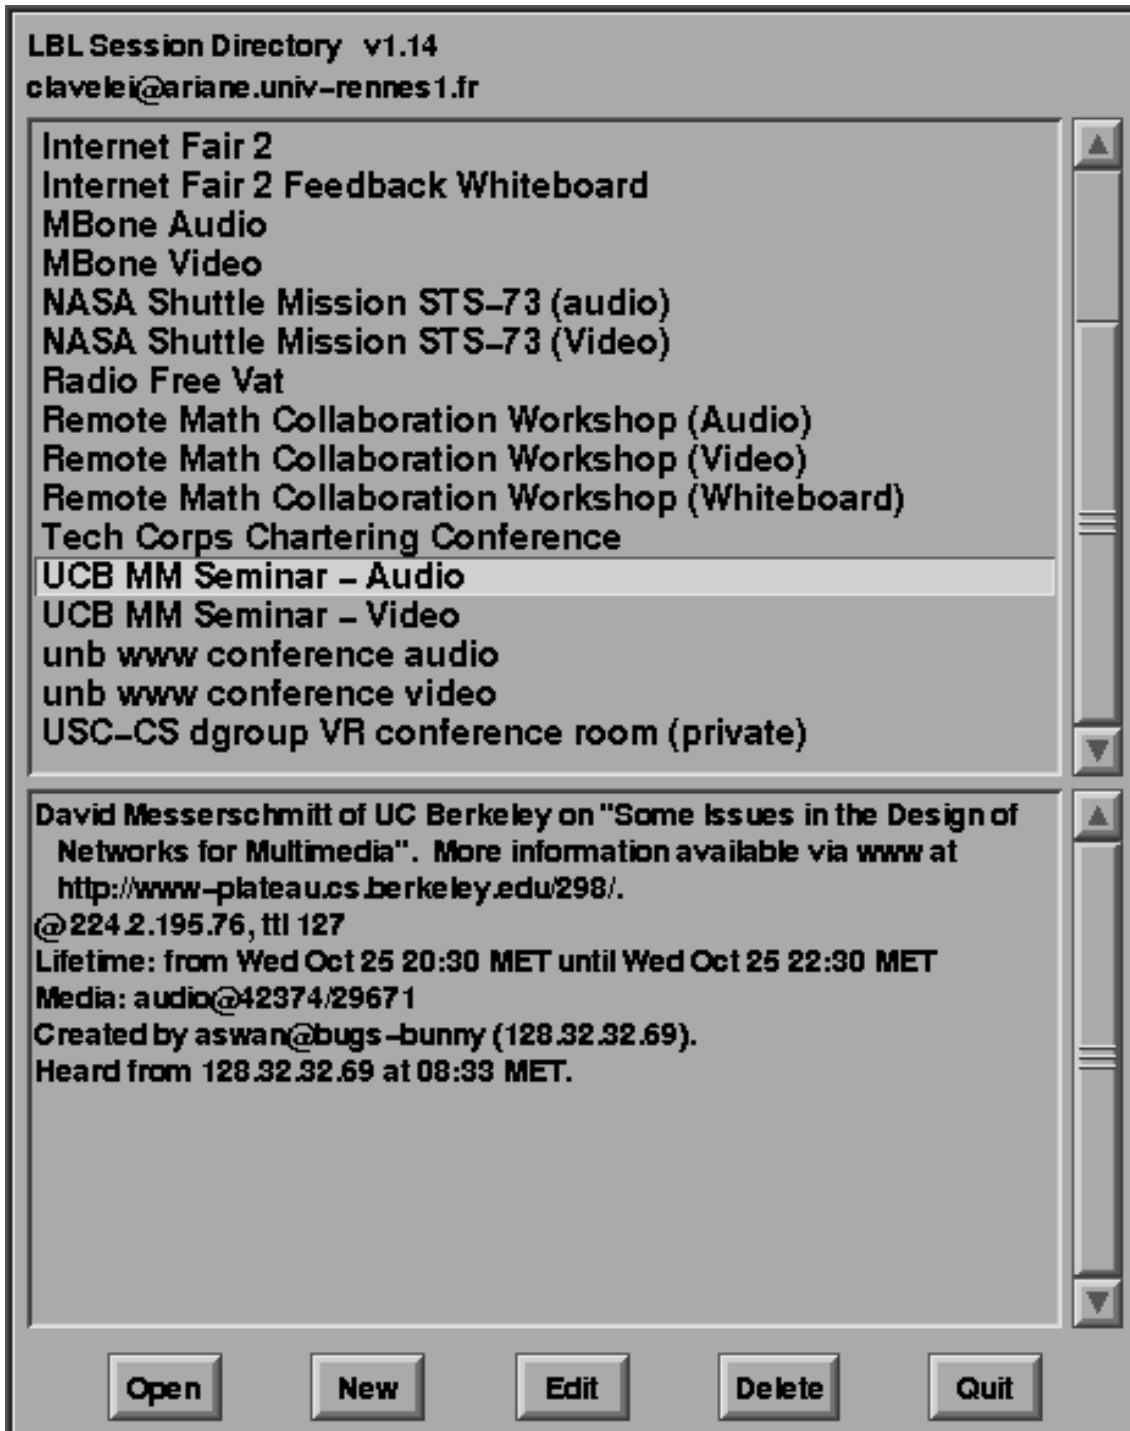 LBL Session Directory v1.14
clavelei@ariane.univ-rennes1.fr
Internet Fair 2
Internet Fair 2 Feedback Whiteboard
MBone Audio
MBone Video
NASA Shuttle Mission STS-73 (audio)
NASA Shuttle Mission STS-73 (Video)
Radio Free Vat
Remote Math Collaboration Workshop (Audio)
Remote Math Collaboration Workshop (Video)
Remote Math Collaboration Workshop (Whiteboard)
Tech Corps Chartering Conference
UCB MM Seminar - Audio
UCB MM Seminar - Video
unb www conference audio
unb www conference video
USC-CS dgroup VR conference room (private)
David Messerschmitt of UC Berkeley on "Some Issues in the Design of
Networks for Multimedia". More information available via www at
http://www-plateau.cs.berkeley.edu/298/.
@224.2.195.76, ttl 127
Lifetime: from Wed Oct 25 20:30 MET until Wed Oct 25 22:30 MET
Media: audio@42374/29671
Created by aswan@bugs-bunny (128.32.32.69).
Heard from 128.32.32.69 at 08:33 MET.
Open New Edit Delete Quit